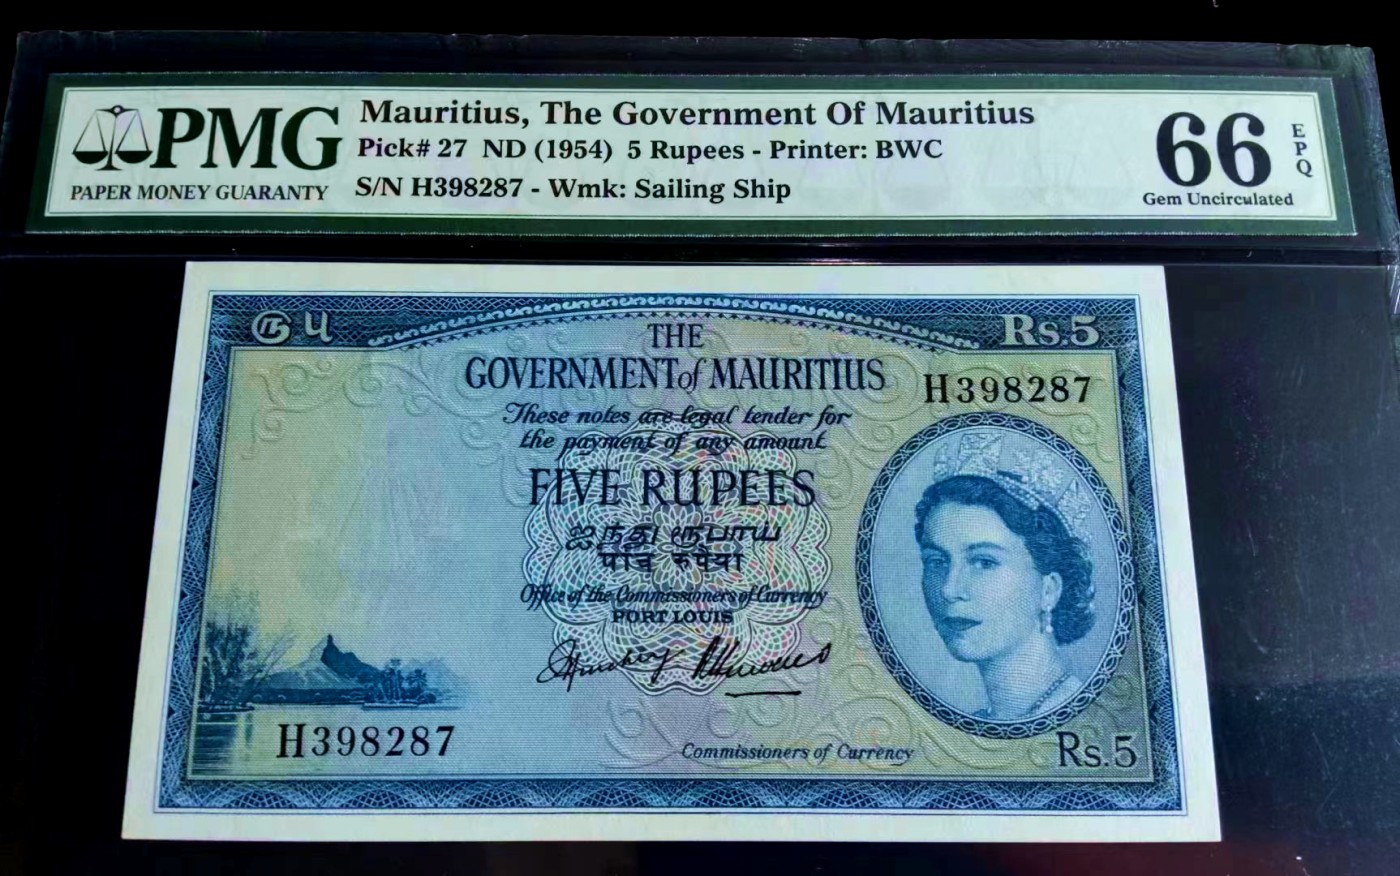 PMG
PAPER MONEY GUARANTY
Mauritius, The Government Of Mauritius
Pick# 27 ND (1954) 5 Rupees - Printer: BWC
S/N H398287 - Wmk: Sailing Ship
66
EPQ
Gem Uncirculated
௫ ५
Rs.5
THE
GOVERNMENT of MAURITIUS
H398287
These notes are legal tender for
the payment of any amount
FIVE RUPEES
ஐந்து ரூபாய்
पांच रुपैया
Office of the Commissioners of Currency
PORT LOUIS
H398287
Commissioners of Currency
Rs.5